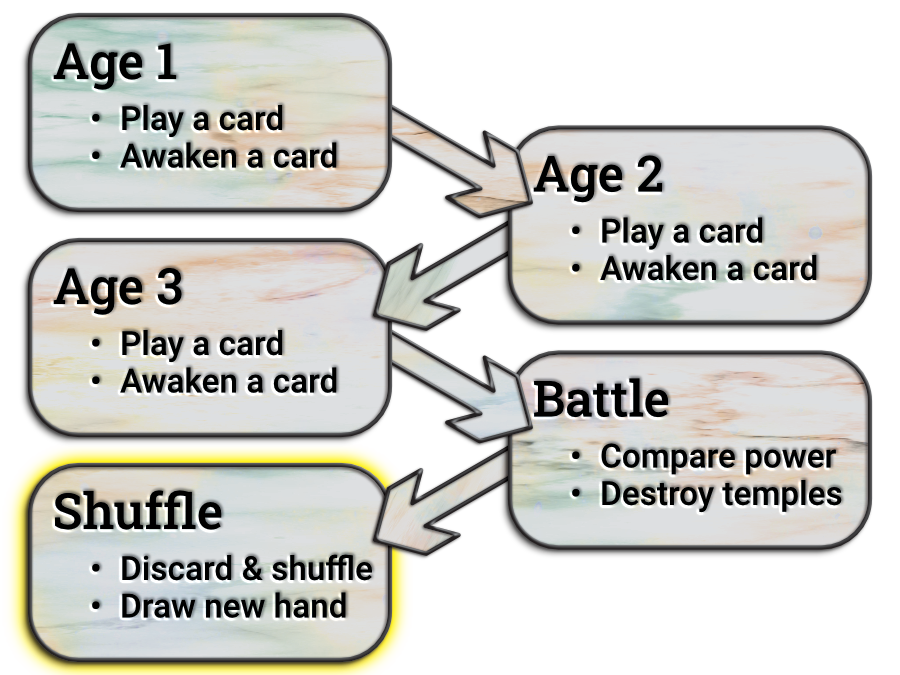 Age 1
• Play a card
• Awaken a card
Age 2
• Play a card
• Awaken a card
Age 3
• Play a card
• Awaken a card
Battle
• Compare power
• Destroy temples
Shuffle
• Discard & shuffle
• Draw new hand